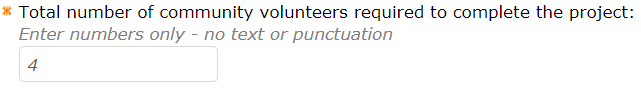 * Total number of community volunteers required to complete the project:
Enter numbers only - no text or punctuation
4